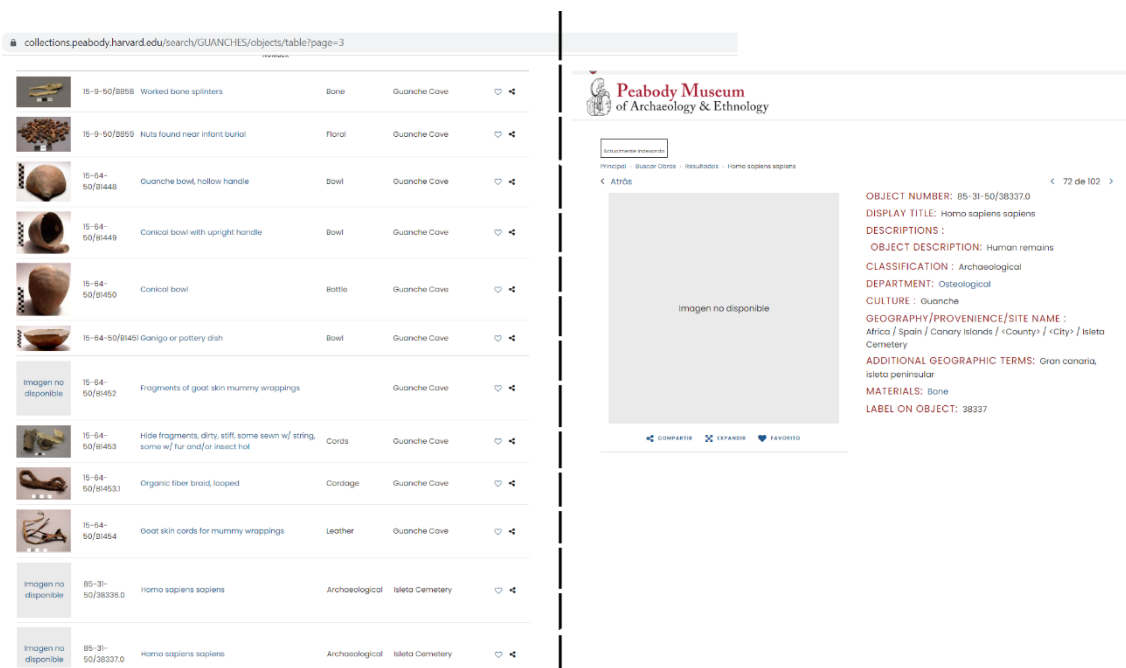 collections.peabody.harvard.edu/search/GUANCHES/objects/table?page=3
NUMBER
15-9-50/B858 Worked bone splinters Bone Guanche Cave
15-9-50/B859 Nuts found near infant burial Floral Guanche Cave
15-64-
50/B1448 Guanche bowl, hollow handle Bowl Guanche Cave
15-64-
50/B1449 Conical bowl with upright handle Bowl Guanche Cave
15-64-
50/B1450 Conical bowl Bottle Guanche Cave
15-64-50/B1451 Ganigo or pottery dish Bowl Guanche Cave
Imagen no
disponible
15-64-
50/B1452 Fragments of goat skin mummy wrappings Guanche Cave
15-64-
50/B1453 Hide fragments, dirty, stiff, some sewn w/ string,
some w/ fur and/or insect hol Cords Guanche Cave
15-64-
50/B1453.1 Organic fiber braid, looped Cordage Guanche Cave
15-64-
50/B1454 Goat skin cords for mummy wrappings Leather Guanche Cave
Imagen no
disponible
85-31-
50/38336.0 Homo sapiens sapiens Archaeological Isleta Cemetery
Imagen no
disponible
85-31-
50/38337.0 Homo sapiens sapiens Archaeological Isleta Cemetery
Peabody Museum
of Archaeology & Ethnology
Actualmente indexando
Principal › Buscar Obras › Resultados › Homo sapiens sapiens
< Atrás
< 72 de 102 >
Imagen no disponible
COMPARTIR EXPANDIR FAVORITO
OBJECT NUMBER: 85-31-50/38337.0
DISPLAY TITLE: Homo sapiens sapiens
DESCRIPTIONS :
OBJECT DESCRIPTION: Human remains
CLASSIFICATION : Archaeological
DEPARTMENT: Osteological
CULTURE : Guanche
GEOGRAPHY/PROVENIENCE/SITE NAME :
Africa / Spain / Canary Islands / <County> / <City> / Isleta
Cemetery
ADDITIONAL GEOGRAPHIC TERMS: Gran canaria,
isleta peninsular
MATERIALS: Bone
LABEL ON OBJECT: 38337